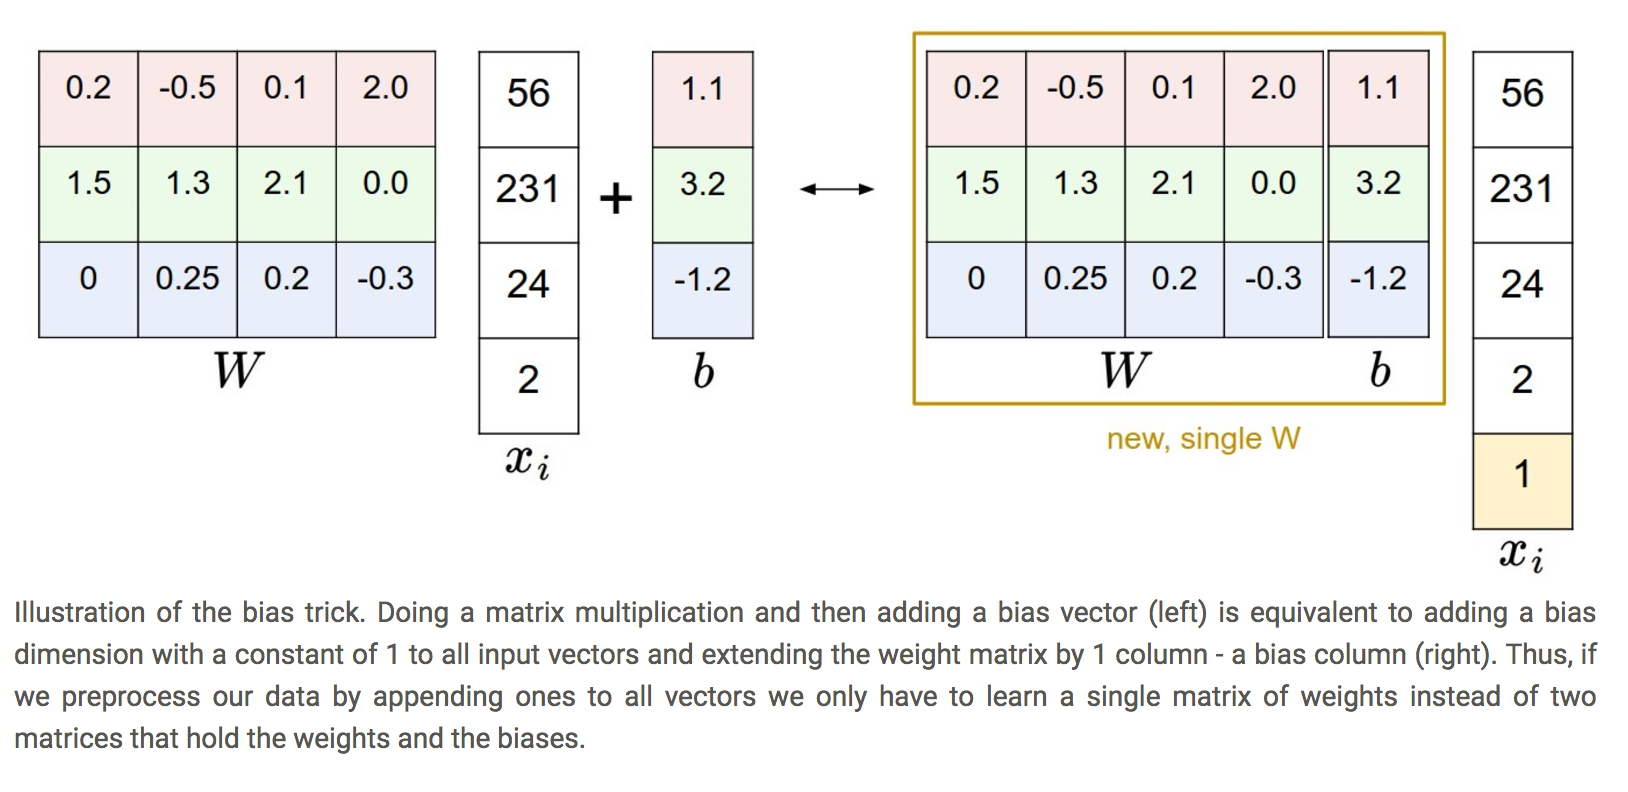 0.2 -0.5 0.1 2.0 56 1.1 0.2 -0.5 0.1 2.0 1.1 56
1.5 1.3 2.1 0.0 231 + 3.2 1.5 1.3 2.1 0.0 3.2 231
0 0.25 0.2 -0.3 24 -1.2 0 0.25 0.2 -0.3 -1.2 24
W 2 b W b 2
new, single W
x_i 1
x_i
Illustration of the bias trick. Doing a matrix multiplication and then adding a bias vector (left) is equivalent to adding a bias
dimension with a constant of 1 to all input vectors and extending the weight matrix by 1 column - a bias column (right). Thus, if
we preprocess our data by appending ones to all vectors we only have to learn a single matrix of weights instead of two
matrices that hold the weights and the biases.